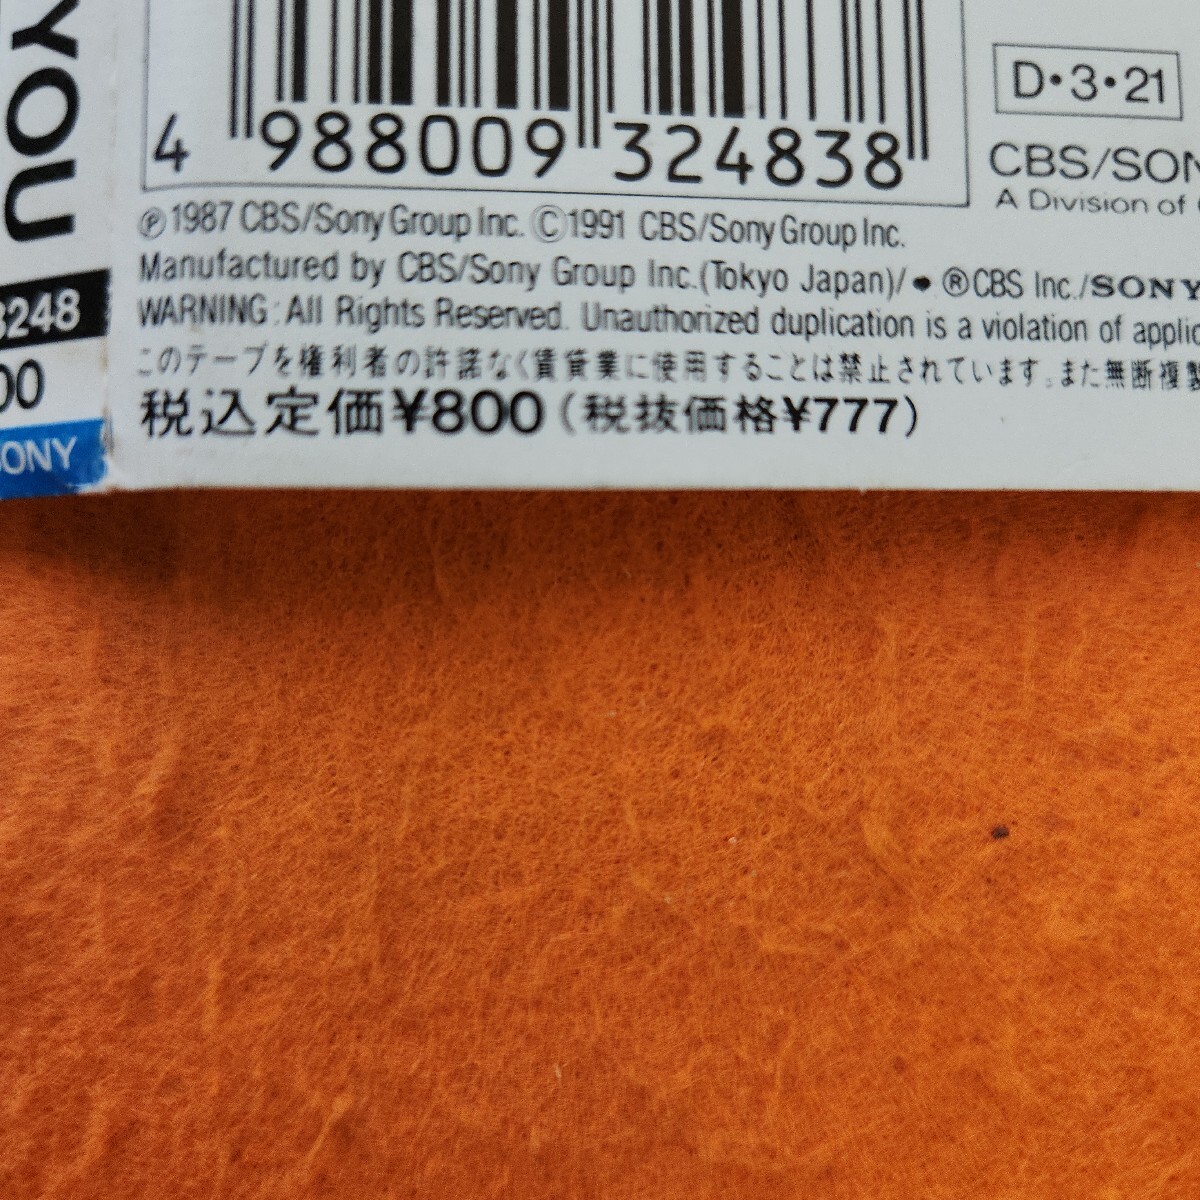 YOU
3248
00
SONY
4 988009 324838
D・3・21
CBS/SON
A Division of
Ⓟ1987 CBS/Sony Group Inc. Ⓒ1991 CBS/Sony Group Inc.
Manufactured by CBS/Sony Group Inc.(Tokyo Japan)/ ● ®CBS Inc./SONY
WARNING: All Rights Reserved. Unauthorized duplication is a violation of applic
このテープを権利者の許諾なく賃貸業に使用することは禁止されています。また無断複製
税込定価¥800(税抜価格¥777)